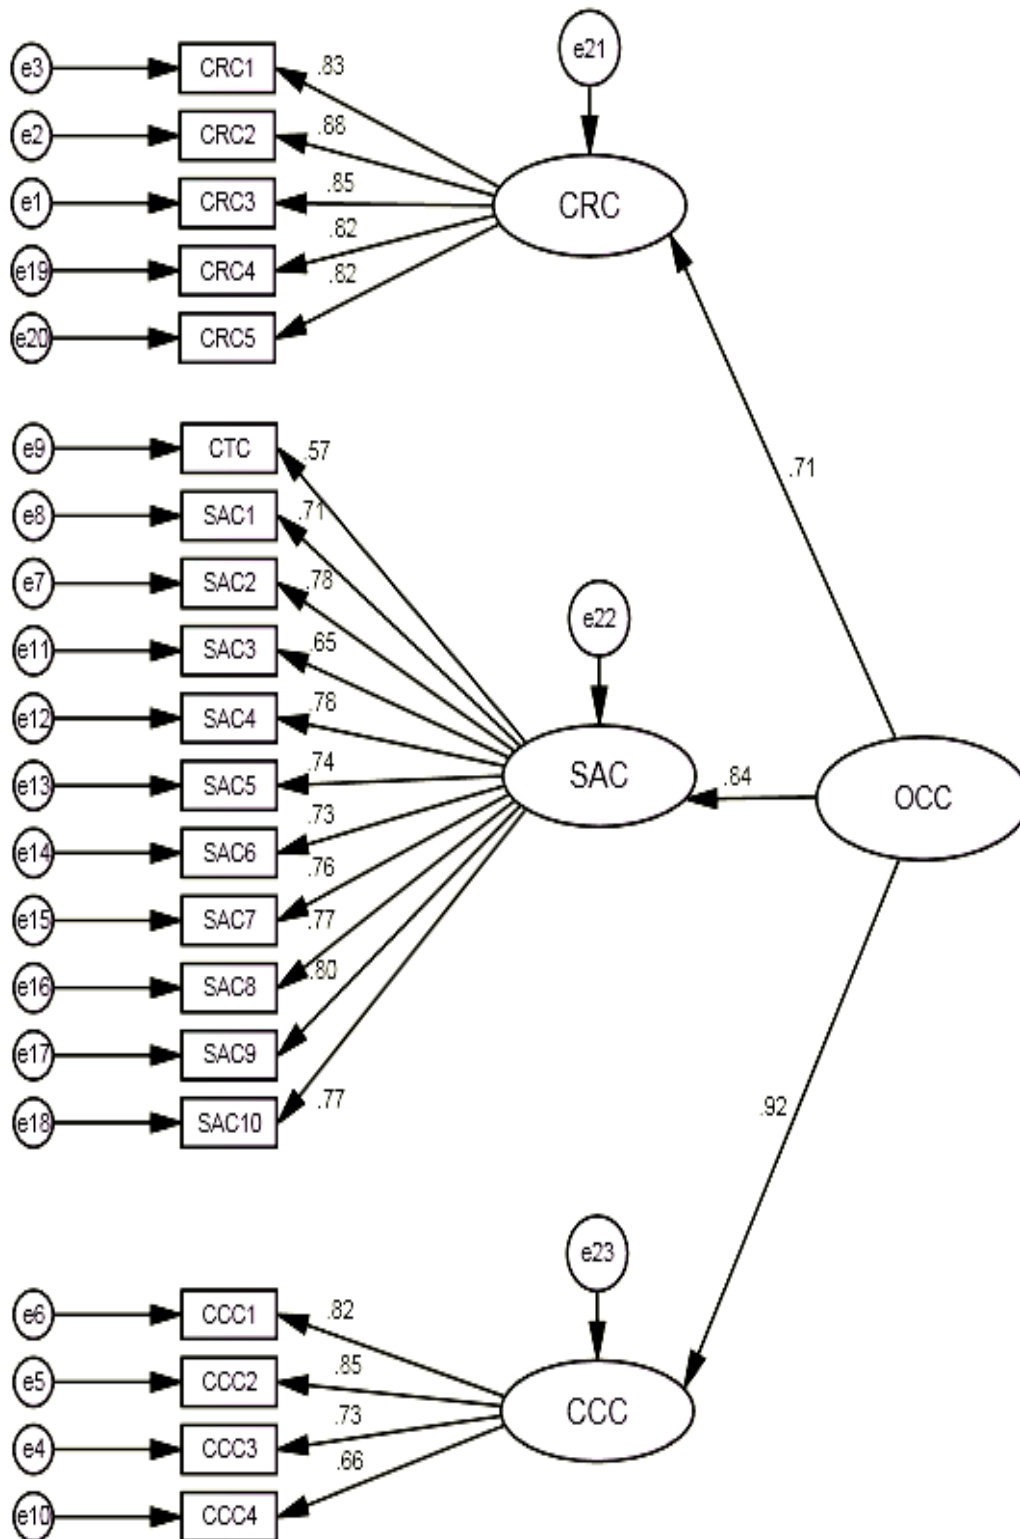 e21
e3 CRC1 .83
e2 CRC2 .88
e1 CRC3 .85
CRC
e19 CRC4 .82
e20 CRC5 .82
e9 CTC .57
.71
e8 SAC1 .71
e7 SAC2 .78
e22
e11 SAC3 .65
e12 SAC4 .78
e13 SAC5 .74
SAC .84 OCC
e14 SAC6 .73
e15 SAC7 .76
e16 SAC8 .77
e17 SAC9 .80
e18 SAC10 .77
.92
e23
e6 CCC1 .82
e5 CCC2 .85
CCC
e4 CCC3 .73
e10 CCC4 .66